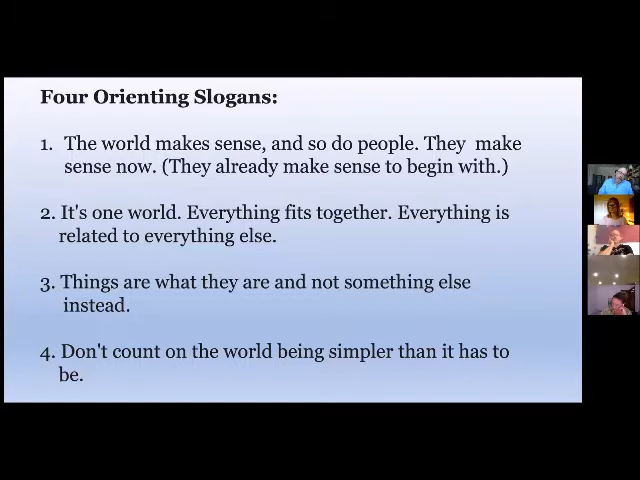 Four Orienting Slogans:
1. The world makes sense, and so do people. They make
sense now. (They already make sense to begin with.)
2. It's one world. Everything fits together. Everything is
related to everything else.
3. Things are what they are and not something else
instead.
4. Don't count on the world being simpler than it has to
be.